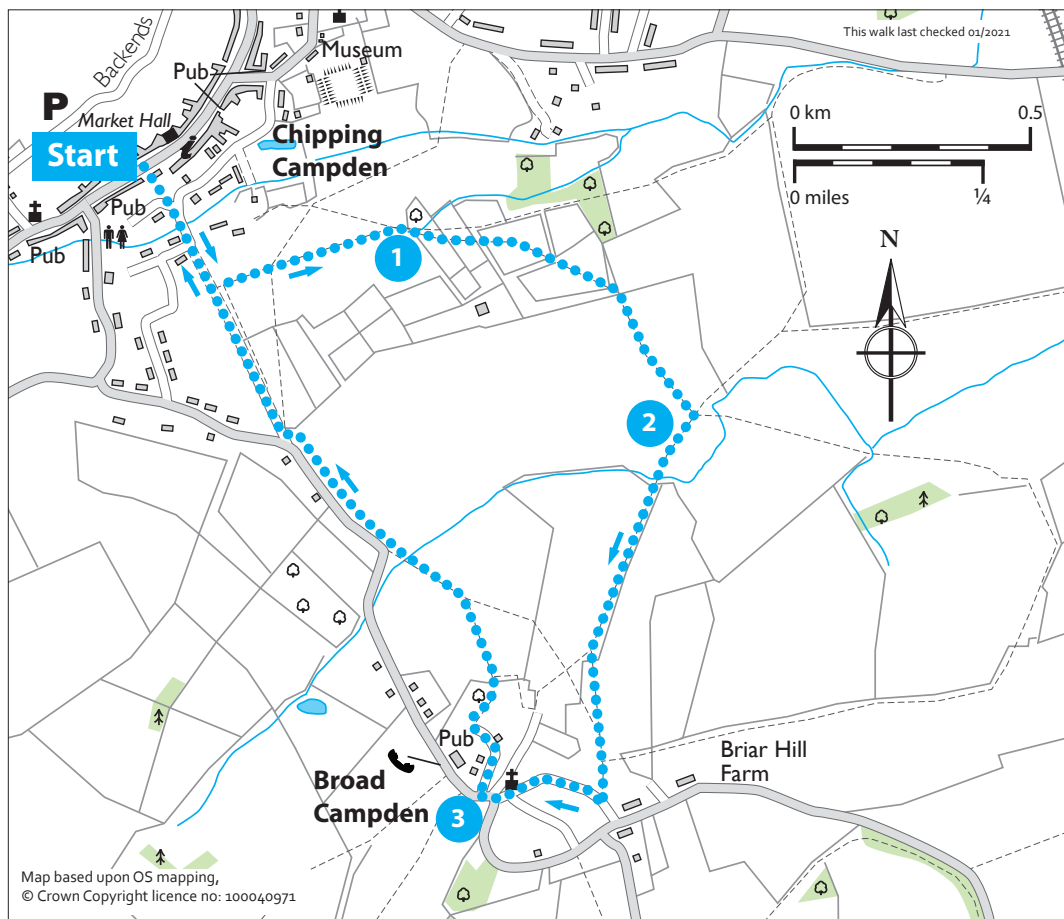 This walk last checked 01/2021
Backends
Museum
Pub
P
Market Hall
Start
Chipping
Campden
Pub
Pub
0 km 0.5
0 miles ¼
N
1
2
Briar Hill
Farm
Pub
Broad
Campden
3
Map based upon OS mapping,
© Crown Copyright licence no: 100040971